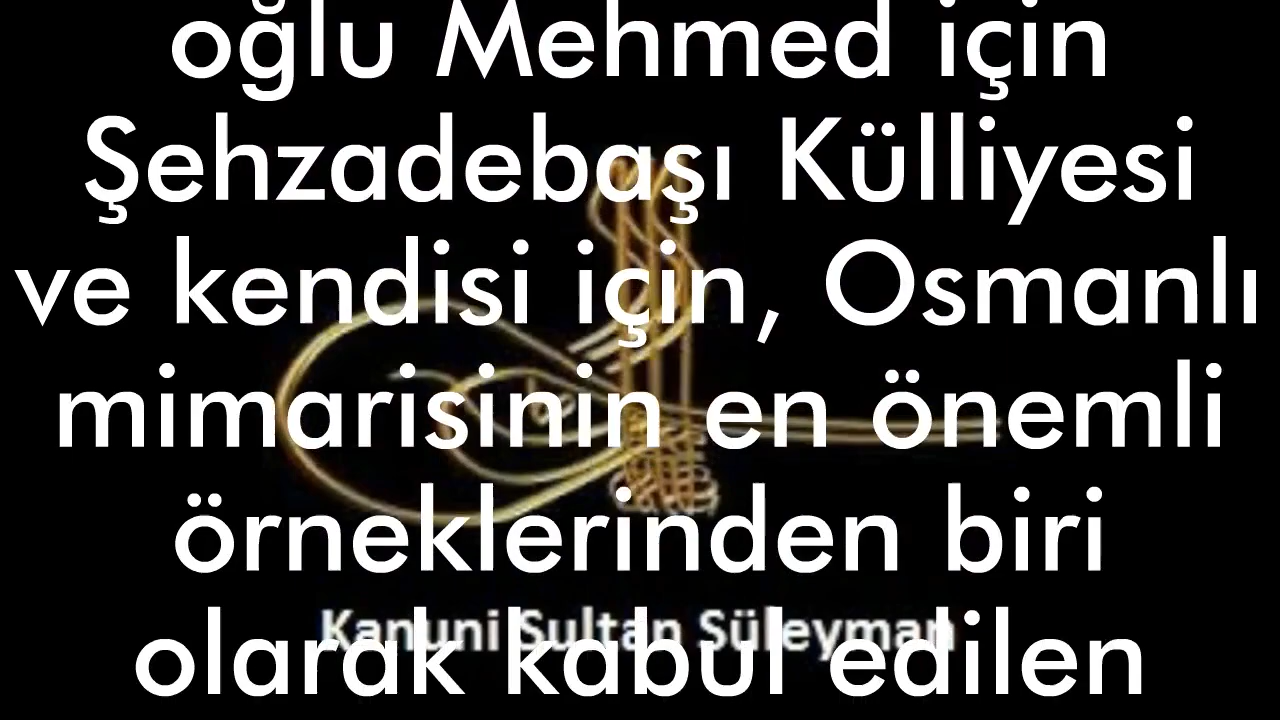 oğlu Mehmed için
Şehzadebaşı Külliyesi
ve kendisi için, Osmanlı
mimarisinin en önemli
örneklerinden biri
olarak kabul edilen
Kanuni Sultan Süleyman